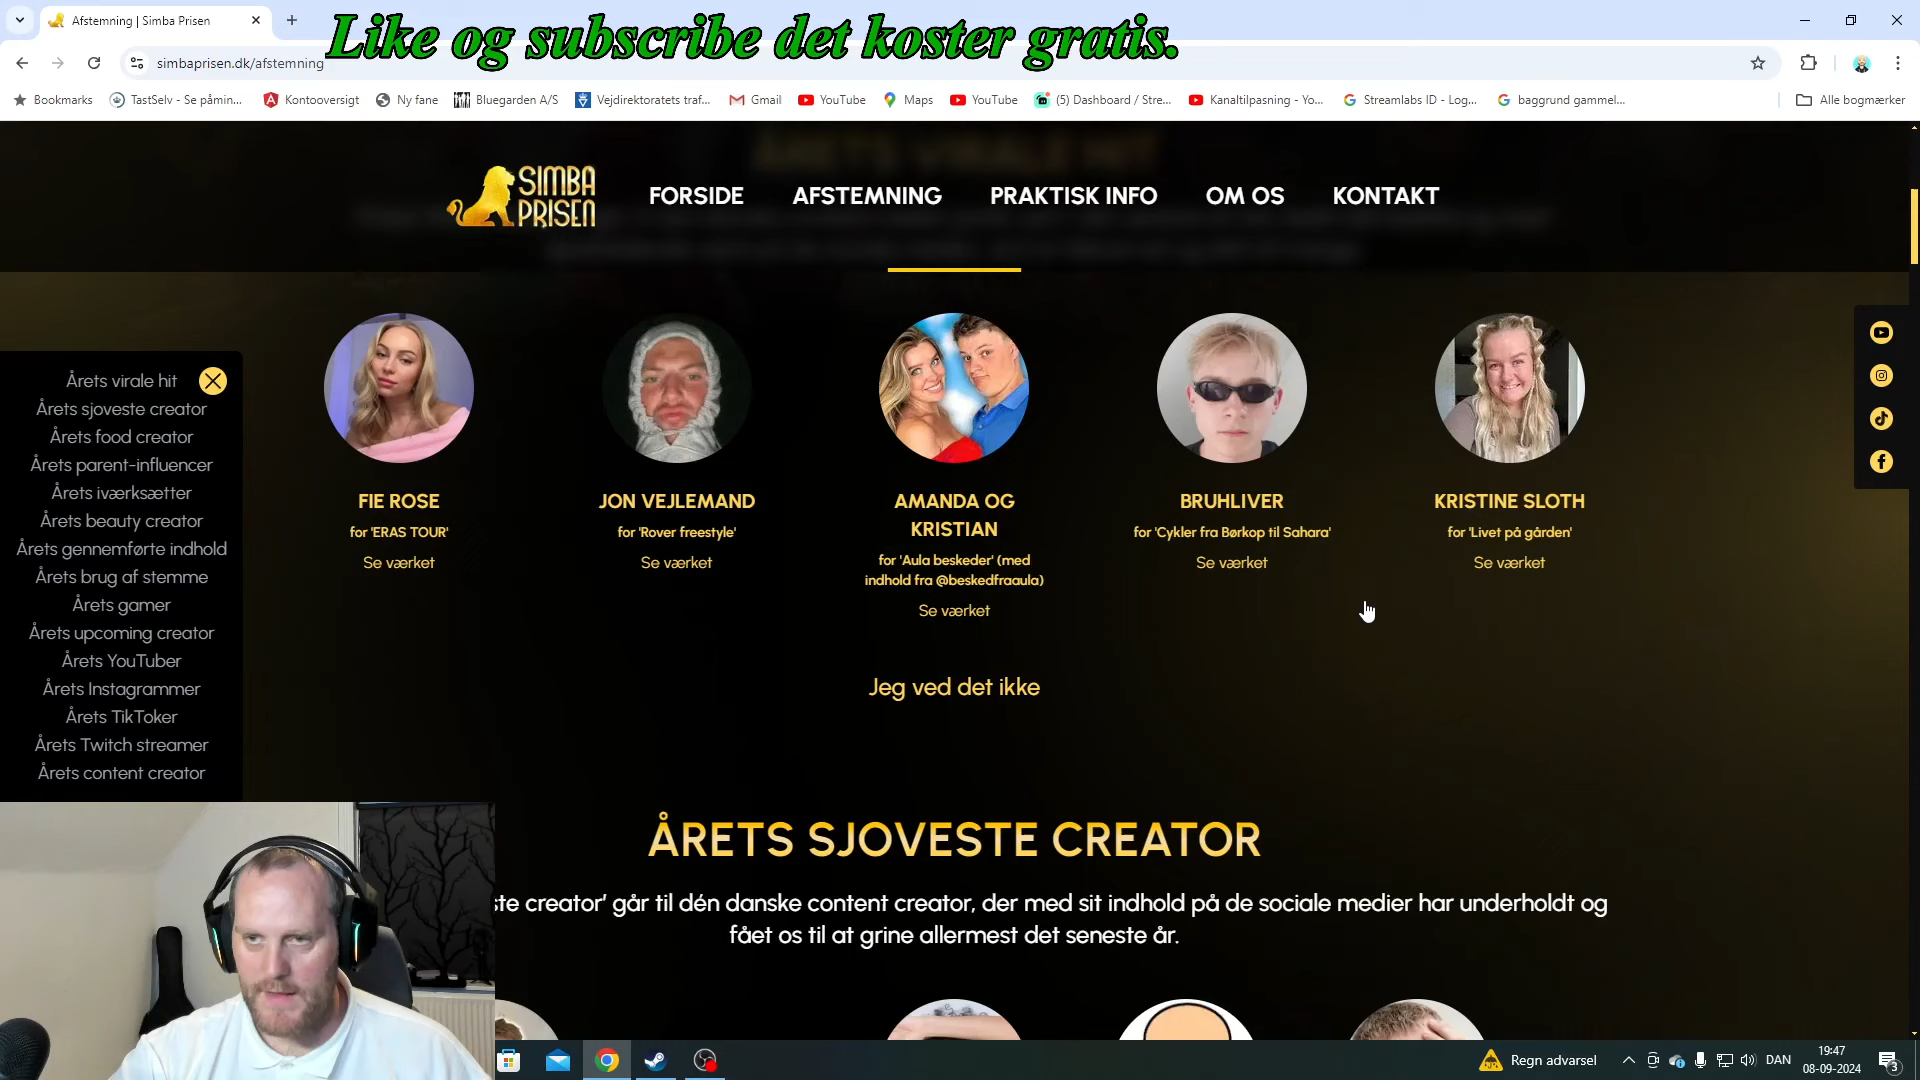 Afstemning | Simba Prisen
Like og subscribe det koster gratis.
simbaprisen.dk/afstemning
Bookmarks
TastSelv - Se påmin...
Kontooversigt
Ny fane
Bluegarden A/S
Vejdirektoratets traf...
Gmail
YouTube
Maps
YouTube
(5) Dashboard / Stre...
Kanaltilpasning - Yo...
Streamlabs ID - Log...
baggrund gammel...
Alle bogmærker
ÅRETS VIRALE HIT
SIMBA
PRISEN
FORSIDE
AFSTEMNING
PRAKTISK INFO
OM OS
KONTAKT
Årets virale hit
Årets sjoveste creator
Årets food creator
Årets parent-influencer
Årets iværksætter
Årets beauty creator
Årets gennemførte indhold
Årets brug af stemme
Årets gamer
Årets upcoming creator
Årets YouTuber
Årets Instagrammer
Årets TikToker
Årets Twitch streamer
Årets content creator
FIE ROSE
for 'ERAS TOUR'
Se værket
JON VEJLEMAND
for 'Rover freestyle'
Se værket
AMANDA OG
KRISTIAN
for 'Aula beskeder' (med
indhold fra @beskedfraaula)
Se værket
BRUHLIVER
for 'Cykler fra Børkop til Sahara'
Se værket
KRISTINE SLOTH
for 'Livet på gården'
Se værket
Jeg ved det ikke
ÅRETS SJOVESTE CREATOR
ste creator' går til dén danske content creator, der med sit indhold på de sociale medier har underholdt og
fået os til at grine allermest det seneste år.
Regn advarsel
DAN
19:47
08-09-2024
3